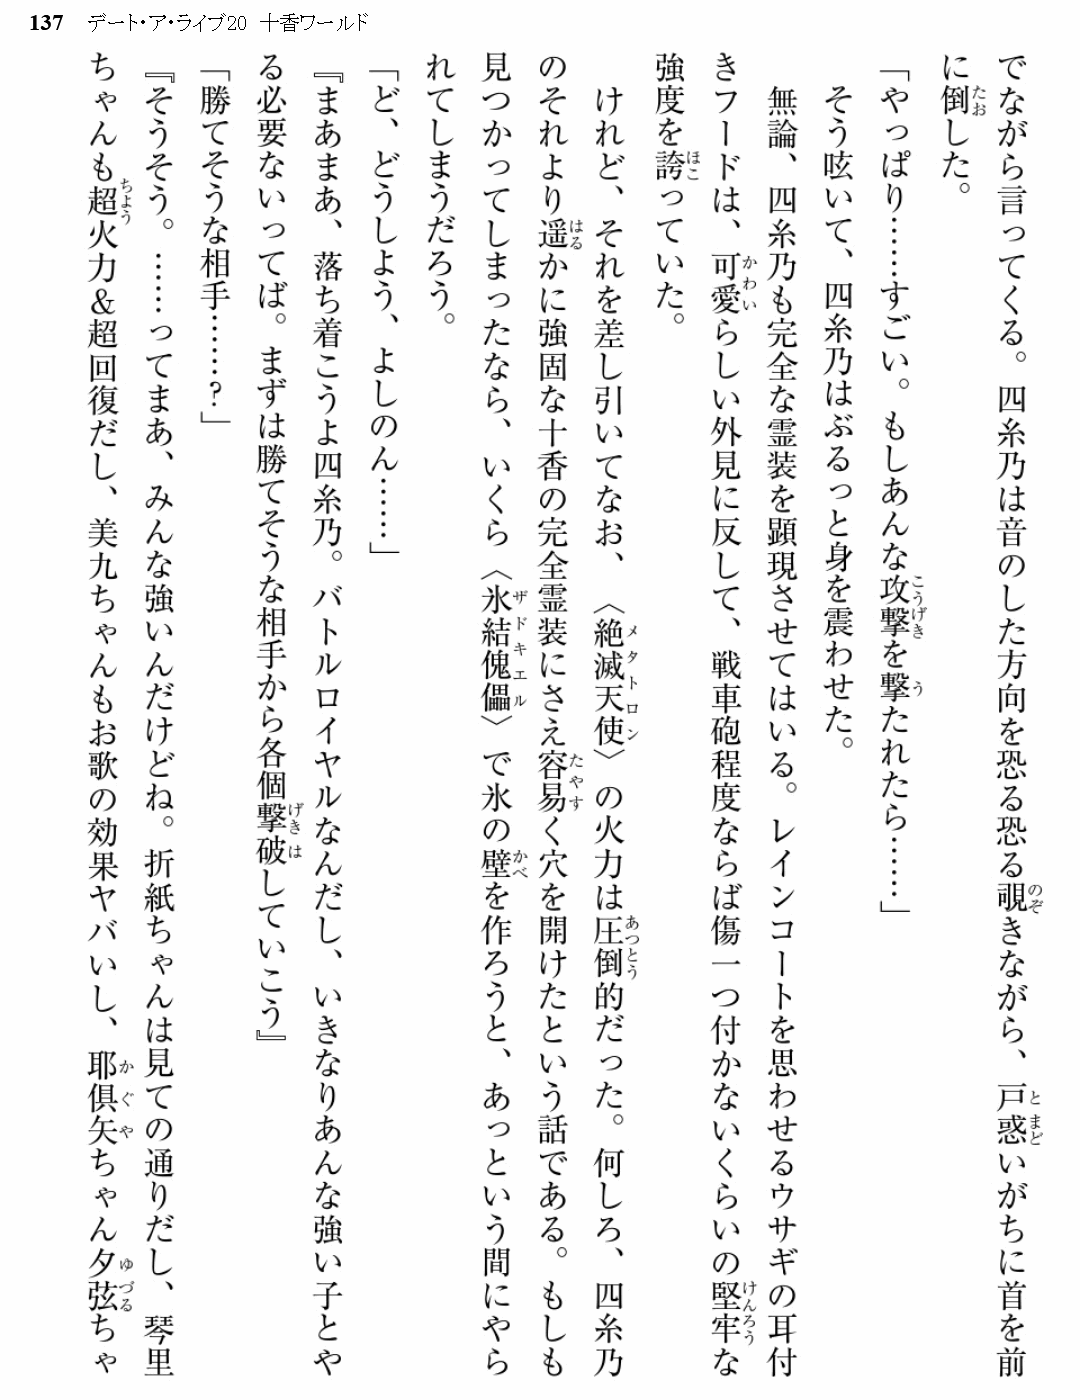 137 デート・ア・ライブ20 十香ワールド
でながら言ってくる。四糸乃は音のした方向を恐る恐る覗きながら、戸惑いがちに首を前
に倒した。
「やっぱり……すごい。もしあんな攻撃を撃たれたら……」
そう呟いて、四糸乃はぶるっと身を震わせた。
無論、四糸乃も完全な霊装を顕現させてはいる。レインコートを思わせるウサギの耳付
きフードは、可愛らしい外見に反して、戦車砲程度ならば傷一つ付かないくらいの堅牢な
強度を誇っていた。
けれど、それを差し引いてなお、〈絶滅天使〉の火力は圧倒的だった。何しろ、四糸乃
のそれより遥かに強固な十香の完全霊装にさえ容易く穴を開けたという話である。もしも
見つかってしまったなら、いくら〈氷結傀儡〉で氷の壁を作ろうと、あっという間にやら
れてしまうだろう。
「ど、どうしよう、よしのん……」
『まあまあ、落ち着こうよ四糸乃。バトルロイヤルなんだし、いきなりあんな強い子とや
る必要ないってば。まずは勝てそうな相手から各個撃破していこう』
「勝てそうな相手……?」
『そうそう。……ってまあ、みんな強いんだけどね。折紙ちゃんは見ての通りだし、琴里
ちゃんも超火力&超回復だし、美九ちゃんもお歌の効果ヤバいし、耶倶矢ちゃん夕弦ちゃ